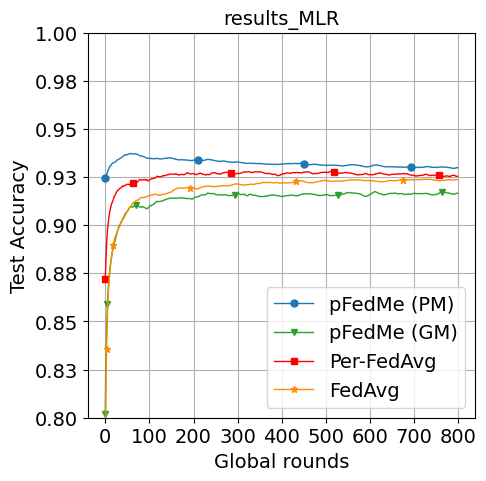 results_MLR
Test Accuracy
1.00
0.98
0.95
0.93
0.90
0.88
0.85
0.83
0.80
pFedMe (PM)
pFedMe (GM)
Per-FedAvg
FedAvg
0 100 200 300 400 500 600 700 800
Global rounds